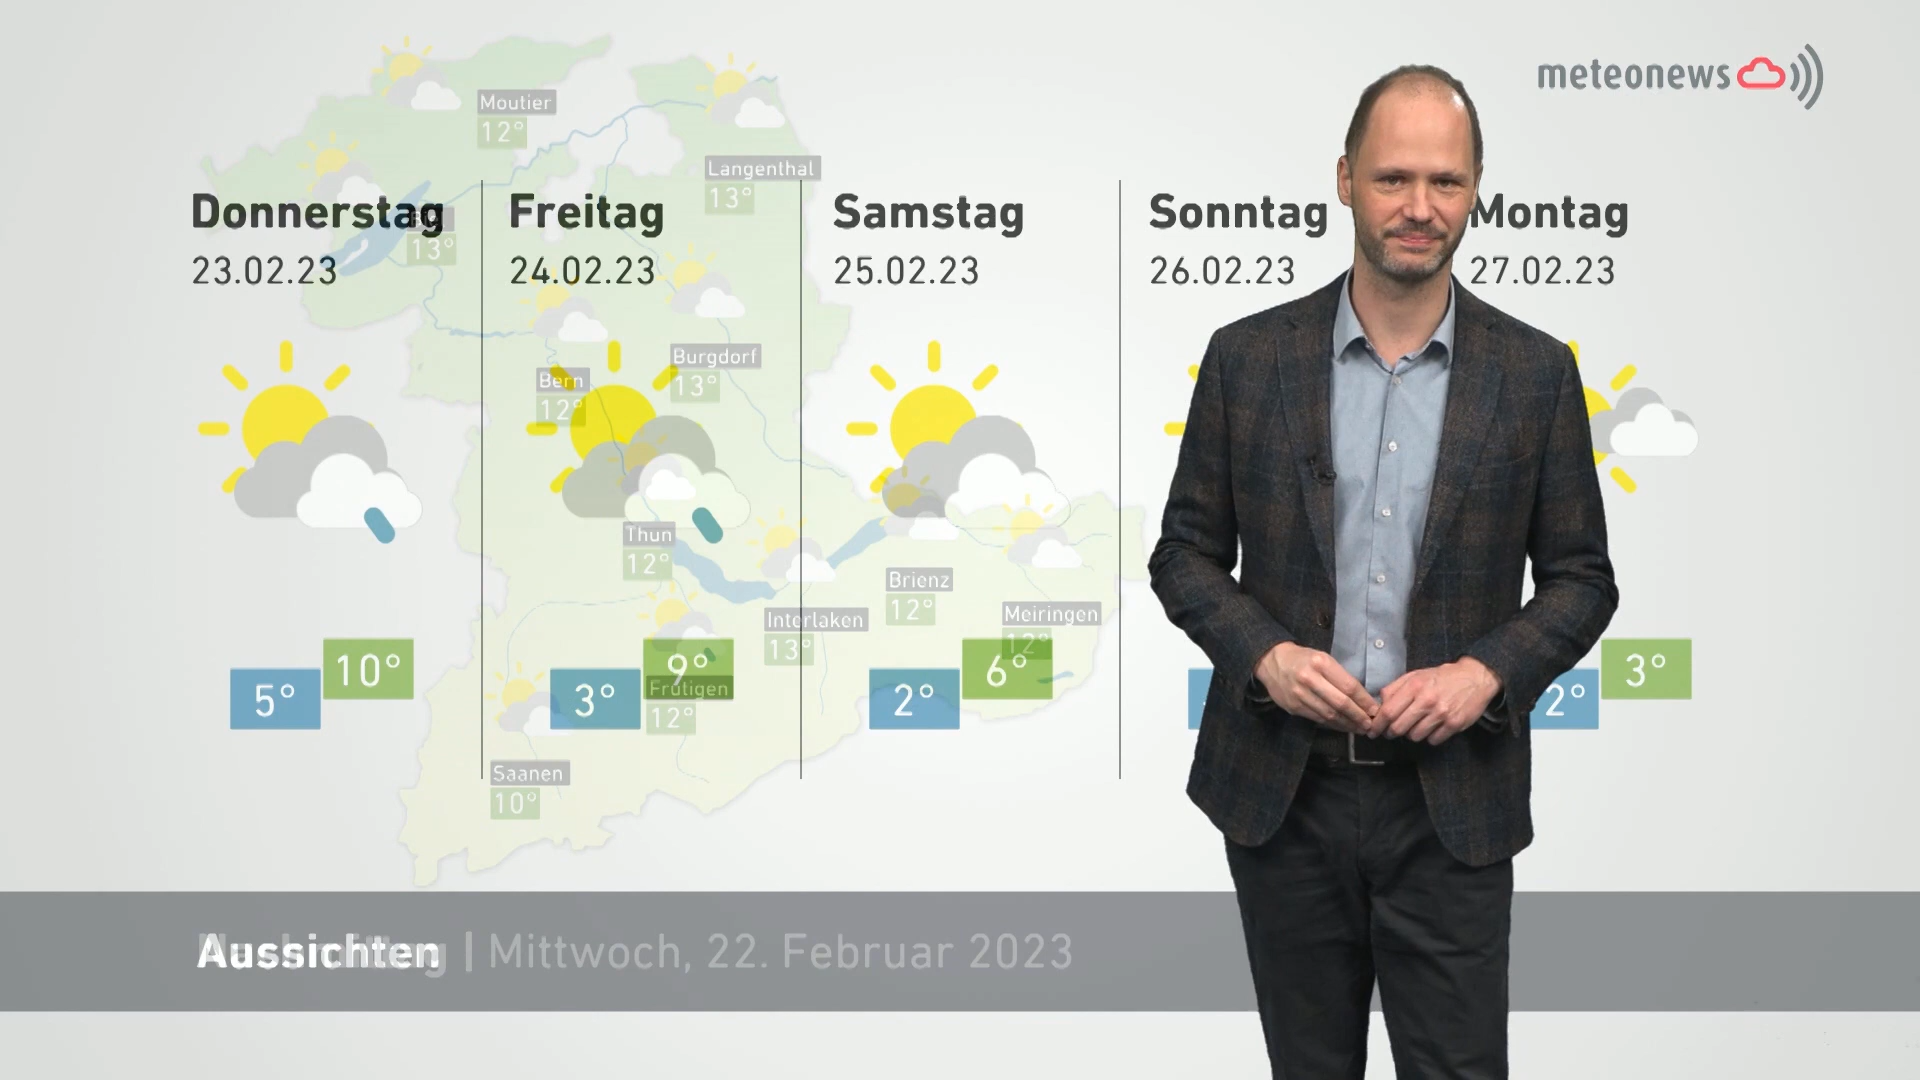 meteonews
Moutier
12°
Langenthal
13°
13°
Donnerstag
23.02.23
Freitag
24.02.23
Samstag
25.02.23
Sonntag
26.02.23
Montag
27.02.23
Burgdorf
13°
Bern
12°
Thun
12°
Brienz
12°
Interlaken
13°
Meiringen
12°
Frutigen
12°
Saanen
10°
5°
10°
3°
9°
2°
6°
2°
3°
Aussichten | Mittwoch, 22. Februar 2023